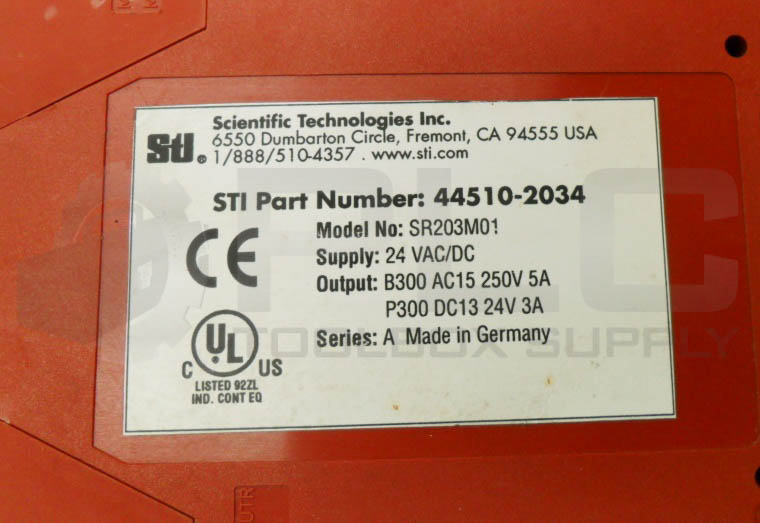 Scientific Technologies Inc.
6550 Dumbarton Circle, Fremont, CA 94555 USA
StI ® 1/888/510-4357 . www.sti.com
STI Part Number: 44510-2034
Model No: SR203M01
CE Supply: 24 VAC/DC
Output: B300 AC15 250V 5A
P300 DC13 24V 3A
Series: A Made in Germany
C UL US
LISTED 92ZL
IND. CONT EQ
PLC
TOOLBOX SUPPLY